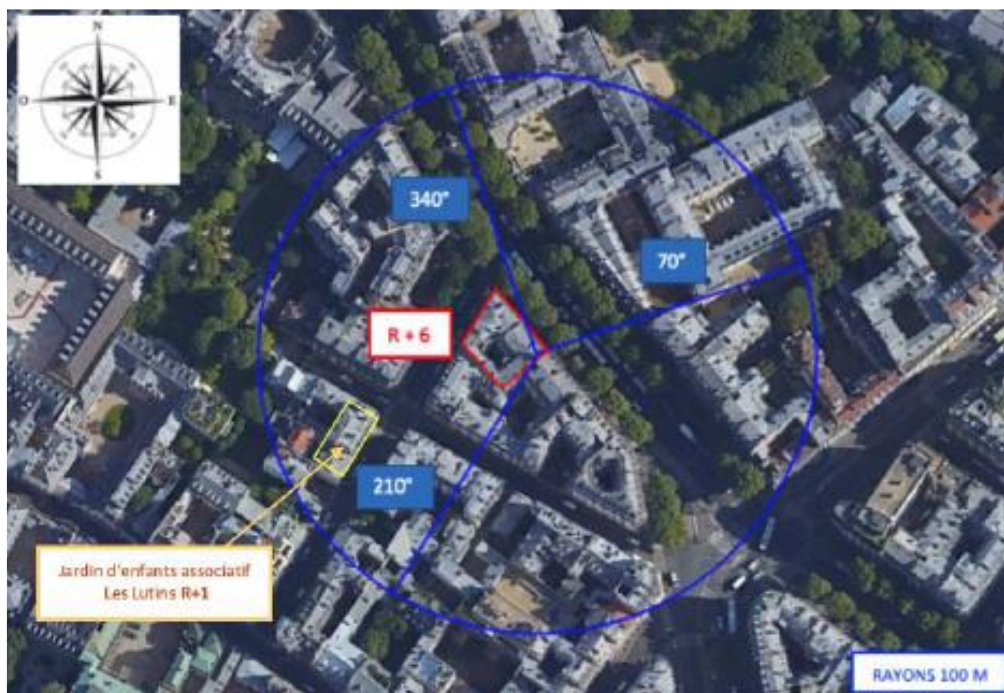 N
O
E
S
340°
70°
R + 6
210°
Jardin d'enfants associatif
Les Lutins R+1
RAYONS 100 M